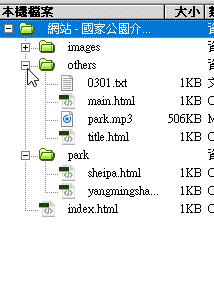 本機檔案 大小 類
網站 - 國家公園介...
images
others
0301.txt 1KB
main.html 1KB C
park.mp3 506KB M
title.html 1KB C
park
sheipa.html 1KB C
yangmingsha... 1KB C
index.html 1KB C